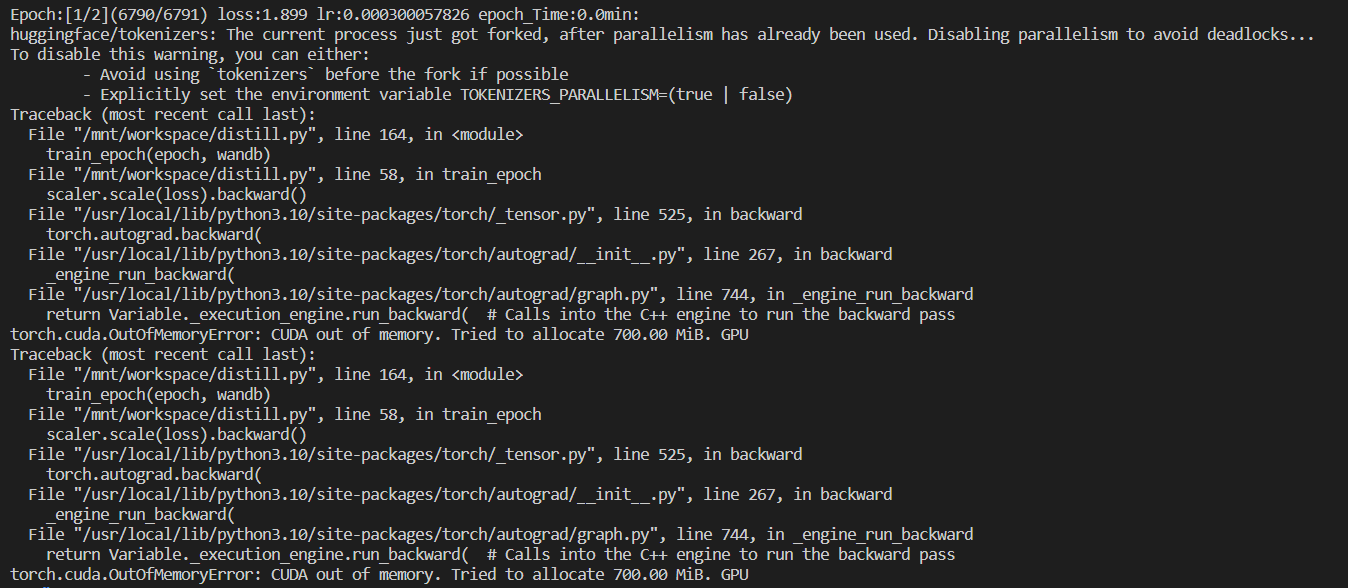 Epoch:[1/2](6790/6791) loss:1.899 lr:0.000300057826 epoch_Time:0.0min:
huggingface/tokenizers: The current process just got forked, after parallelism has already been used. Disabling parallelism to avoid deadlocks...
To disable this warning, you can either:
        - Avoid using `tokenizers` before the fork if possible
        - Explicitly set the environment variable TOKENIZERS_PARALLELISM=(true | false)
Traceback (most recent call last):
  File "/mnt/workspace/distill.py", line 164, in <module>
    train_epoch(epoch, wandb)
  File "/mnt/workspace/distill.py", line 58, in train_epoch
    scaler.scale(loss).backward()
  File "/usr/local/lib/python3.10/site-packages/torch/_tensor.py", line 525, in backward
    torch.autograd.backward(
  File "/usr/local/lib/python3.10/site-packages/torch/autograd/__init__.py", line 267, in backward
    _engine_run_backward(
  File "/usr/local/lib/python3.10/site-packages/torch/autograd/graph.py", line 744, in _engine_run_backward
    return Variable._execution_engine.run_backward(  # Calls into the C++ engine to run the backward pass
torch.cuda.OutOfMemoryError: CUDA out of memory. Tried to allocate 700.00 MiB. GPU
Traceback (most recent call last):
  File "/mnt/workspace/distill.py", line 164, in <module>
    train_epoch(epoch, wandb)
  File "/mnt/workspace/distill.py", line 58, in train_epoch
    scaler.scale(loss).backward()
  File "/usr/local/lib/python3.10/site-packages/torch/_tensor.py", line 525, in backward
    torch.autograd.backward(
  File "/usr/local/lib/python3.10/site-packages/torch/autograd/__init__.py", line 267, in backward
    _engine_run_backward(
  File "/usr/local/lib/python3.10/site-packages/torch/autograd/graph.py", line 744, in _engine_run_backward
    return Variable._execution_engine.run_backward(  # Calls into the C++ engine to run the backward pass
torch.cuda.OutOfMemoryError: CUDA out of memory. Tried to allocate 700.00 MiB. GPU